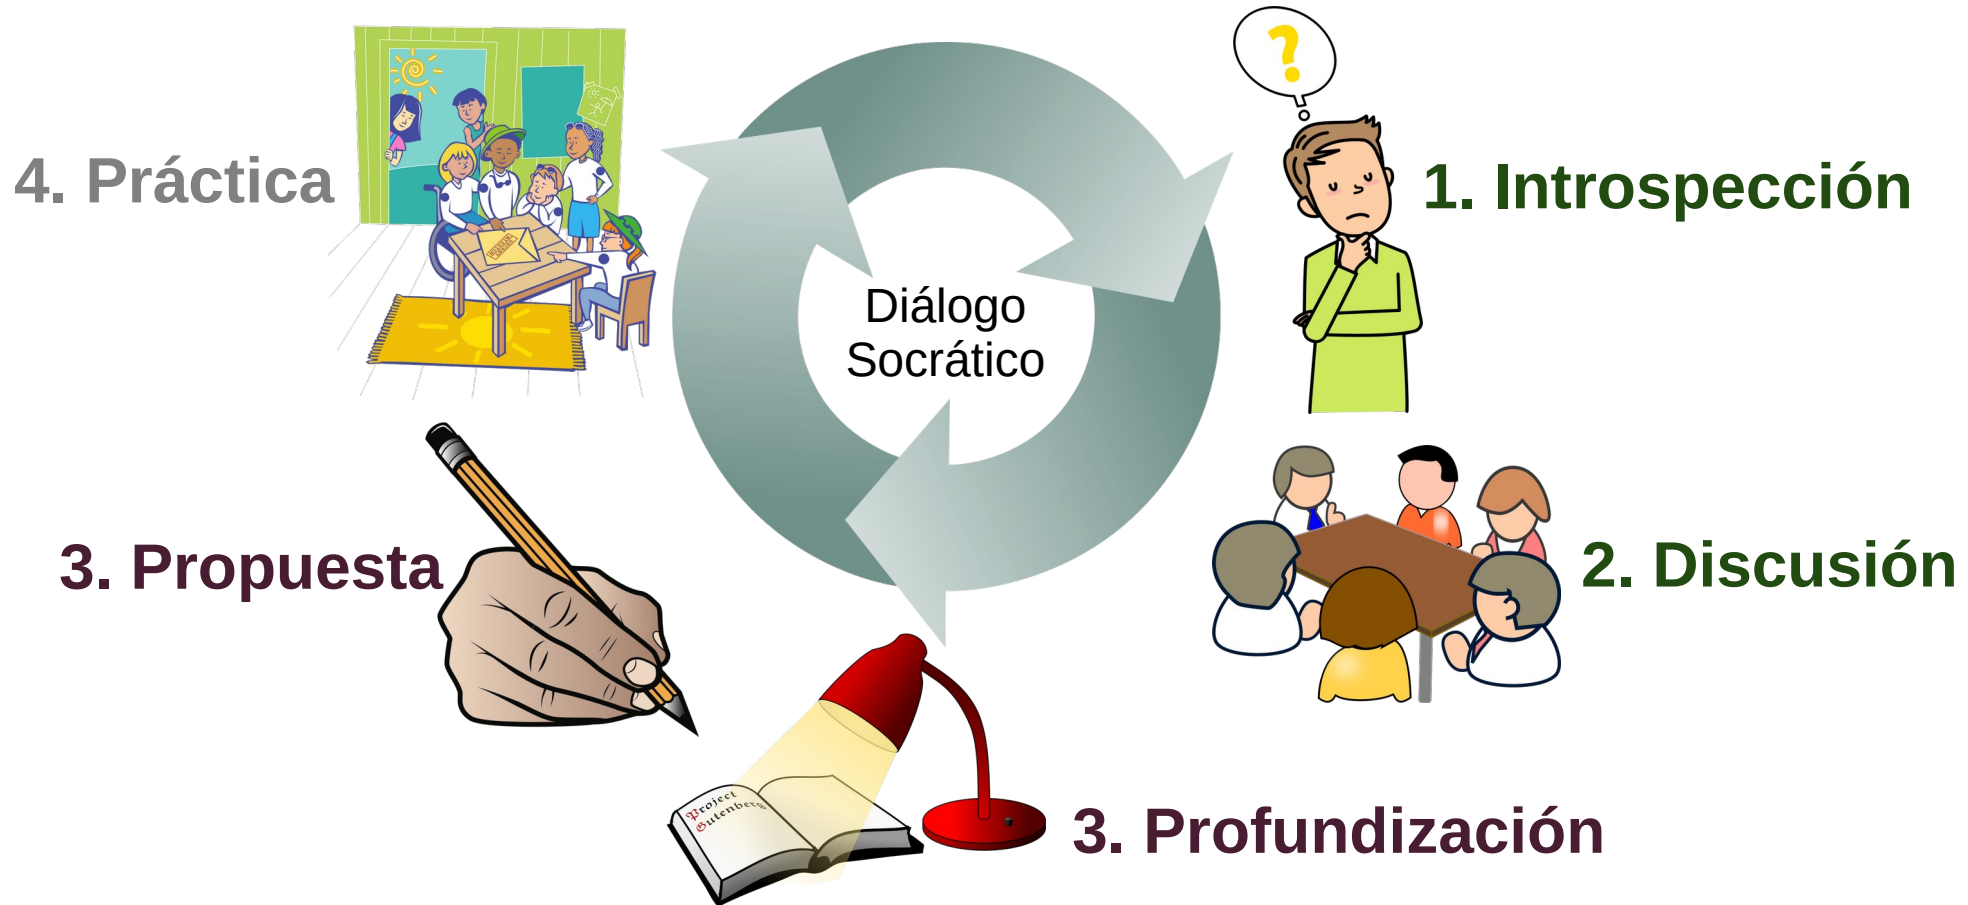 ?
1. Introspección
4. Práctica
Diálogo
Socrático
2. Discusión
3. Propuesta
Project
Gutenberg
3. Profundización